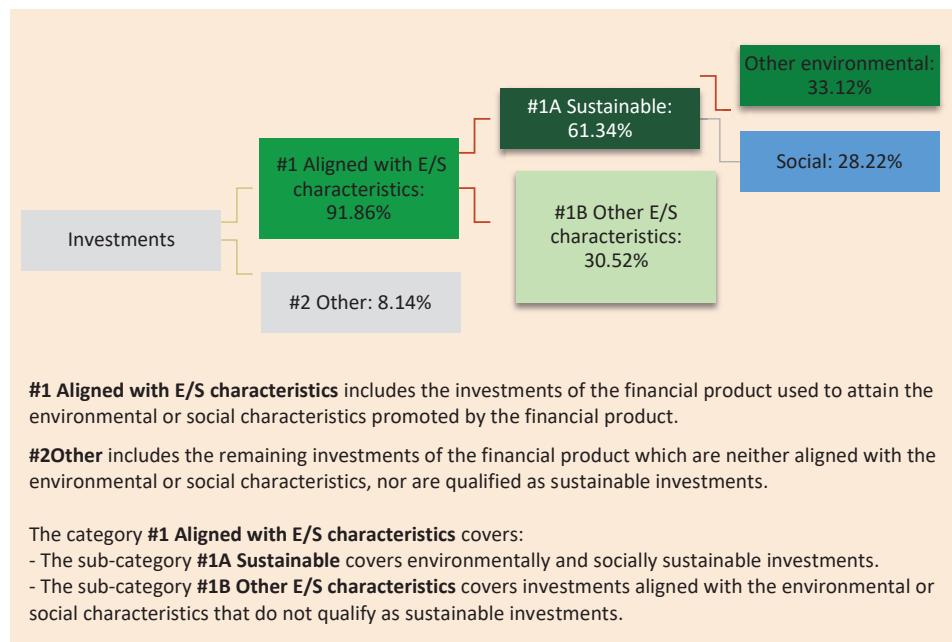 Other environmental:
33.12%
#1A Sustainable:
61.34%
#1 Aligned with E/S
characteristics:
91.86%
Social: 28.22%
#1B Other E/S
characteristics:
30.52%
Investments
#2 Other: 8.14%
#1 Aligned with E/S characteristics includes the investments of the financial product used to attain the
environmental or social characteristics promoted by the financial product.
#2Other includes the remaining investments of the financial product which are neither aligned with the
environmental or social characteristics, nor are qualified as sustainable investments.
The category #1 Aligned with E/S characteristics covers:
- The sub-category #1A Sustainable covers environmentally and socially sustainable investments.
- The sub-category #1B Other E/S characteristics covers investments aligned with the environmental or
social characteristics that do not qualify as sustainable investments.